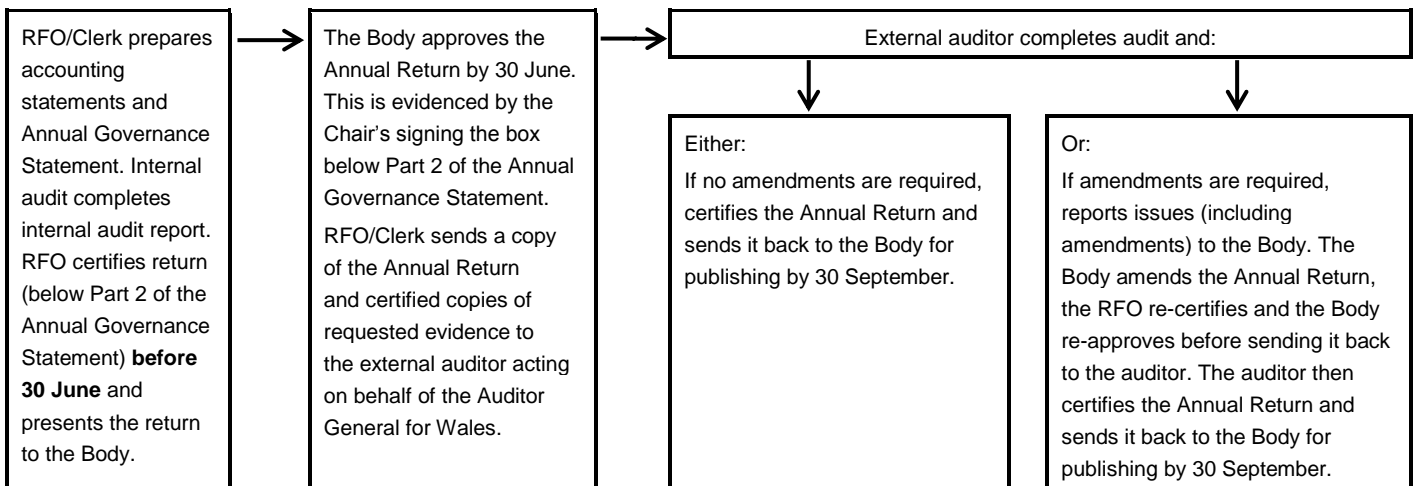 RFO/Clerk prepares
accounting
statements and
Annual Governance
Statement. Internal
audit completes
internal audit report.
RFO certifies return
(below Part 2 of the
Annual Governance
Statement) before
30 June and
presents the return
to the Body.
The Body approves the
Annual Return by 30 June.
This is evidenced by the
Chair’s signing the box
below Part 2 of the Annual
Governance Statement.
RFO/Clerk sends a copy
of the Annual Return
and certified copies of
requested evidence to
the external auditor acting
on behalf of the Auditor
General for Wales.
External auditor completes audit and:
Either:
If no amendments are required,
certifies the Annual Return and
sends it back to the Body for
publishing by 30 September.
Or:
If amendments are required,
reports issues (including
amendments) to the Body. The
Body amends the Annual Return,
the RFO re-certifies and the Body
re-approves before sending it back
to the auditor. The auditor then
certifies the Annual Return and
sends it back to the Body for
publishing by 30 September.